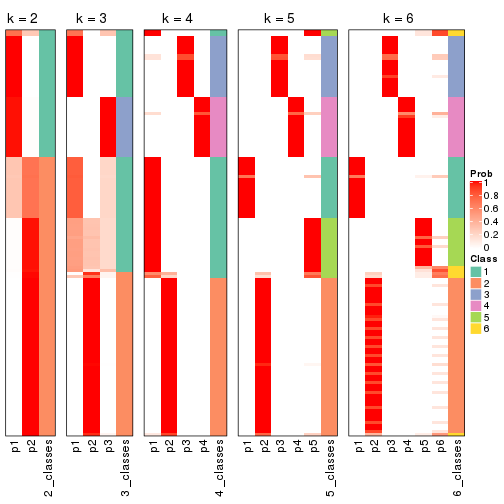 k = 2
k = 3
k = 4
k = 5
k = 6
Prob
1
0.8
0.6
0.4
0.2
0
Class
1
2
3
4
5
6
p1
p2
2_classes
p1
p2
p3
3_classes
p1
p2
p3
p4
4_classes
p1
p2
p3
p4
p5
5_classes
p1
p2
p3
p4
p5
p6
6_classes